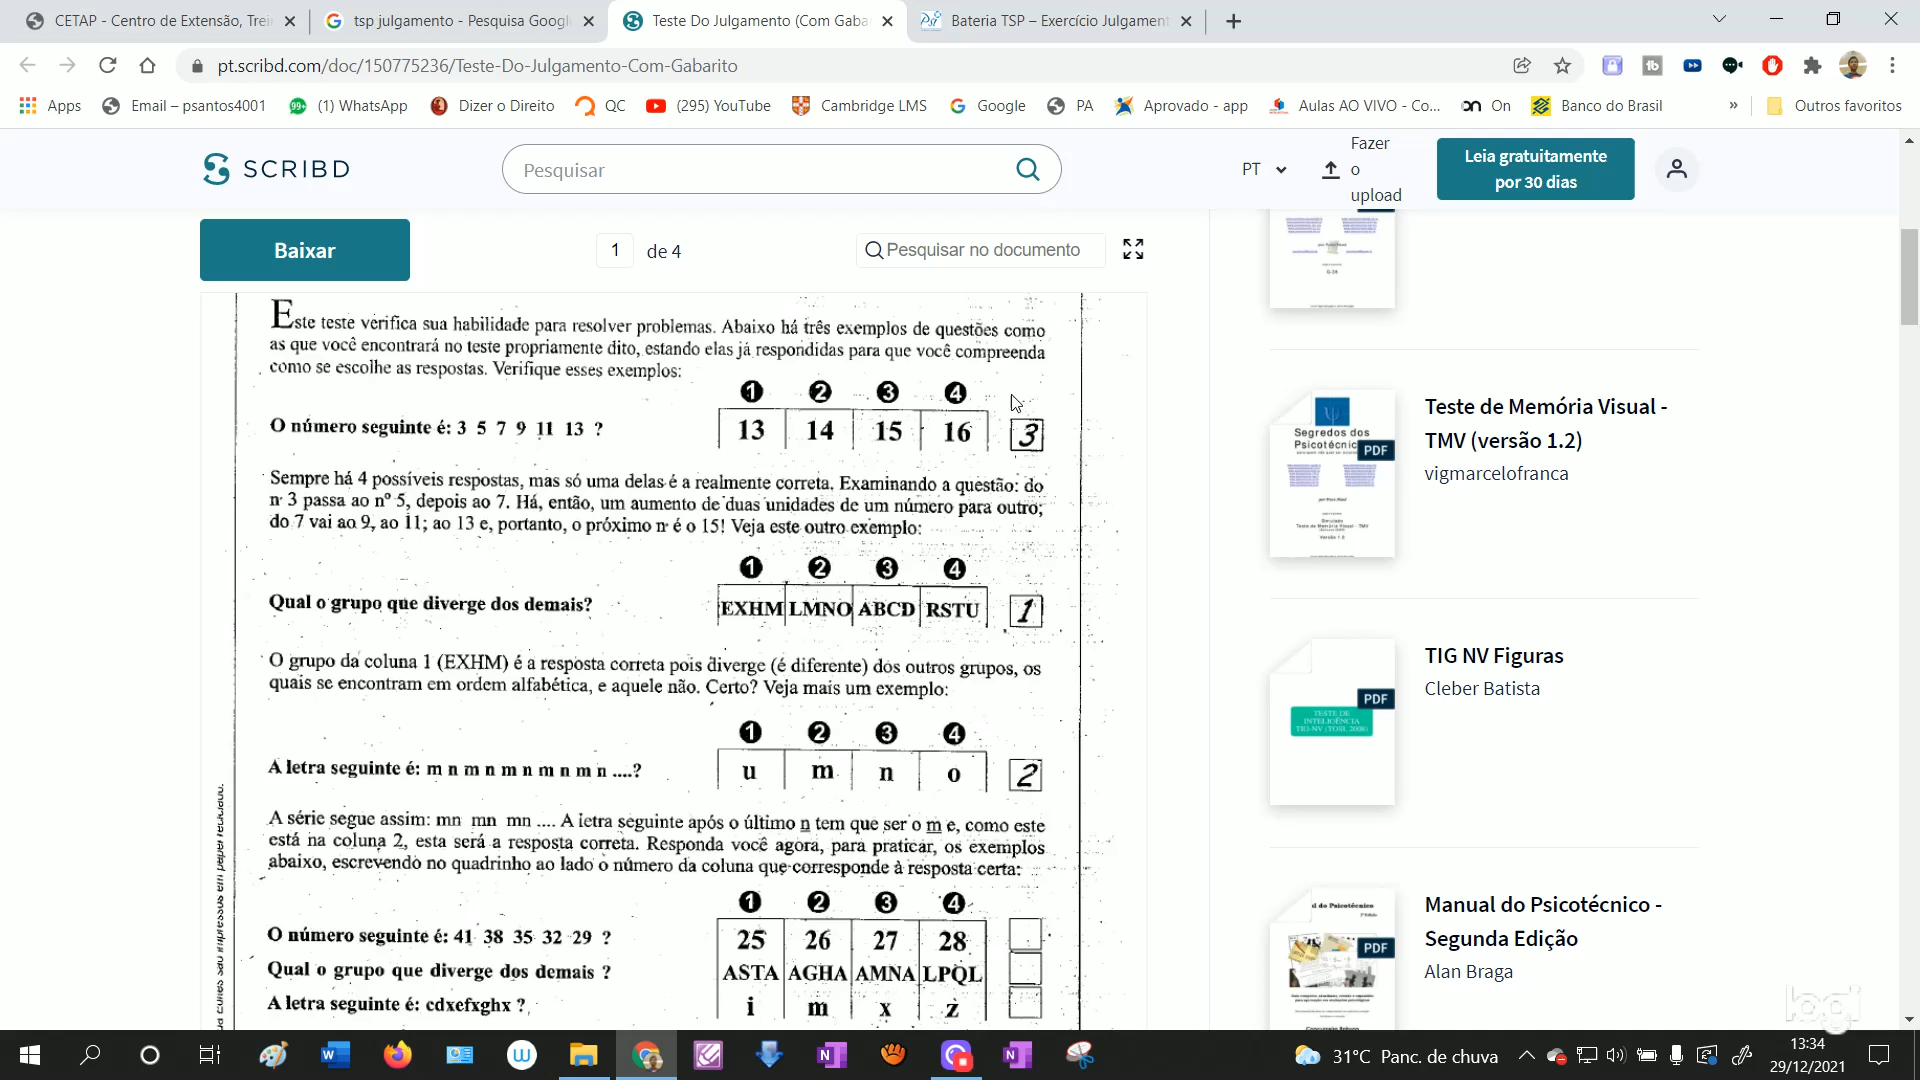 CETAP - Centro de Extensão, Trei
tsp julgamento - Pesquisa Googl
Teste Do Julgamento (Com Gaba
Bateria TSP – Exercício Julgament
pt.scribd.com/doc/150775236/Teste-Do-Julgamento-Com-Gabarito
Apps
Email – psantos4001
(1) WhatsApp
Dizer o Direito
QC
(295) YouTube
Cambridge LMS
Google
PA
Aprovado - app
Aulas AO VIVO - Co...
On
Banco do Brasil
»
Outros favoritos
SCRIBD
Pesquisar
PT
Fazer
o
upload
Leia gratuitamente
por 30 dias
Baixar
1 de 4
Pesquisar no documento
Este teste verifica sua habilidade para resolver problemas. Abaixo há três exemplos de questões como
as que você encontrará no teste propriamente dito, estando elas já respondidas para que você compreenda
como se escolhe as respostas. Verifique esses exemplos:
1 2 3 4
O número seguinte é: 3 5 7 9 11 13 ? 13 14 15 16 3
Sempre há 4 possíveis respostas, mas só uma delas é a realmente correta. Examinando a questão: do
nº 3 passa ao nº 5, depois ao 7. Há, então, um aumento de duas unidades de um número para outro;
do 7 vai ao 9, ao 11; ao 13 e, portanto, o próximo nº é o 15! Veja este outro exemplo:
1 2 3 4
Qual o grupo que diverge dos demais? EXHM LMNO ABCD RSTU 1
O grupo da coluna 1 (EXHM) é a resposta correta pois diverge (é diferente) dos outros grupos, os
quais se encontram em ordem alfabética, e aquele não. Certo? Veja mais um exemplo:
1 2 3 4
A letra seguinte é: m n m n m n m n m n ....? u m n o 2
A série segue assim: mn mn mn .... A letra seguinte após o último n tem que ser o m e, como este
está na coluna 2, esta será a resposta correta. Responda você agora, para praticar, os exemplos
abaixo, escrevendo no quadrinho ao lado o número da coluna que corresponde à resposta certa:
1 2 3 4
O número seguinte é: 41 38 35 32 29 ? 25 26 27 28
Qual o grupo que diverge dos demais ? ASTA AGHA AMNA LPQL
A letra seguinte é: cdxefxghx ? i m x z
são impressos em papel reciclado.
Segredos dos
PDF
Teste de Memória Visual -
TMV (versão 1.2)
vigmarcelofranca
TESTE DE
INTELIGÊNCIA
TIG-NV (TOSI, 2008)
PDF
TIG NV Figuras
Cleber Batista
PDF
Manual do Psicotécnico -
Segunda Edição
Alan Braga
logi
31°C Panc. de chuva
13:34
29/12/2021